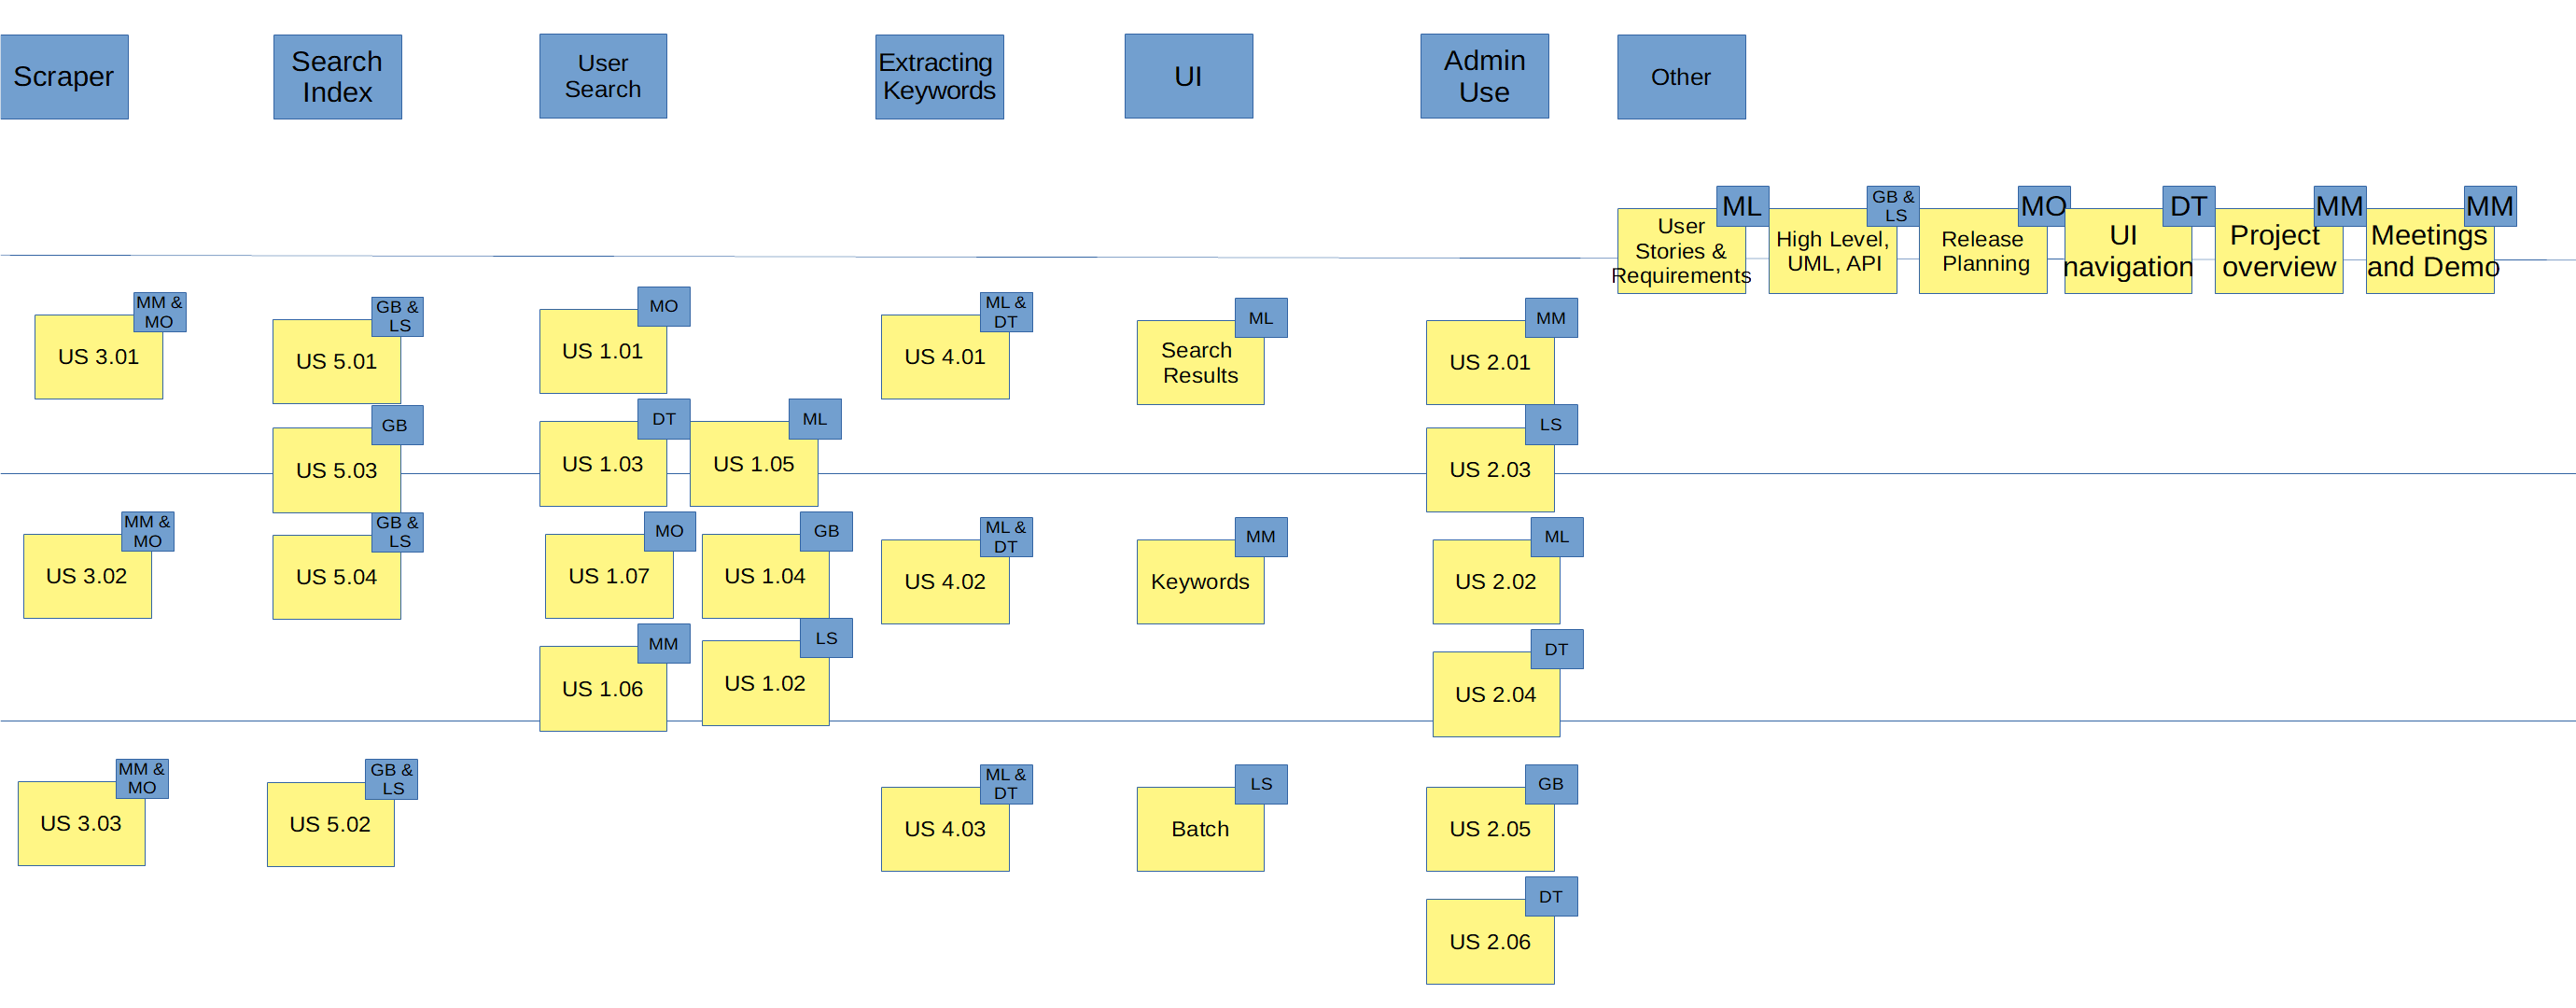 Scraper
Search
Index
User
Search
Extracting
Keywords
UI
Admin
Use
Other
ML
User
Stories &
Requirements
GB &
LS
High Level,
UML, API
MO
Release
Planning
DT
UI
navigation
MM
Project
overview
MM
Meetings
and Demo
MM &
MO
US 3.01
GB &
LS
US 5.01
MO
US 1.01
ML &
DT
US 4.01
ML
Search
Results
MM
US 2.01
GB
US 5.03
DT
US 1.03
ML
US 1.05
LS
US 2.03
MM &
MO
US 3.02
GB &
LS
US 5.04
MO
US 1.07
GB
US 1.04
ML &
DT
US 4.02
MM
Keywords
ML
US 2.02
MM
US 1.06
LS
US 1.02
DT
US 2.04
MM &
MO
US 3.03
GB &
LS
US 5.02
ML &
DT
US 4.03
LS
Batch
GB
US 2.05
DT
US 2.06